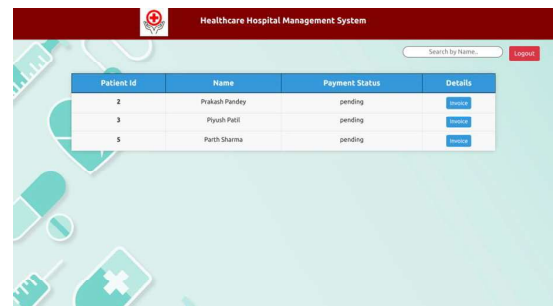 Healthcare Hospital Management System
Search by Name..
Logout
Patient Id Name Payment Status Details
2 Prakash Pandey pending Invoice
3 Piyush Patil pending Invoice
5 Parth Sharma pending Invoice